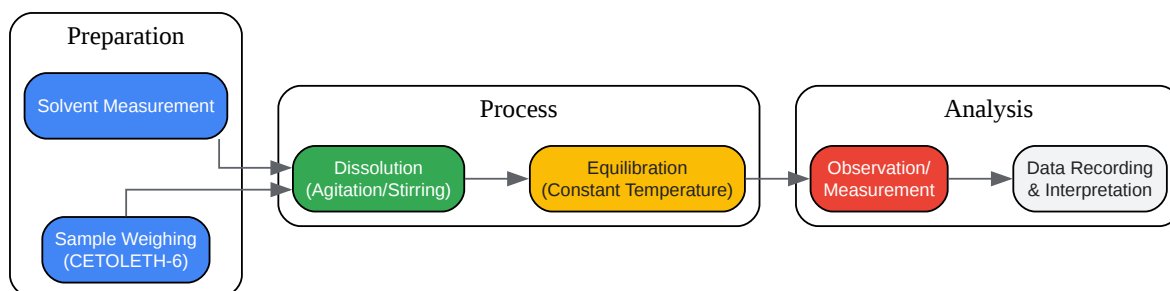 Preparation
Solvent Measurement
Sample Weighing
(CETOLETH-6)
Process
Dissolution
(Agitation/Stirring)
Equilibration
(Constant Temperature)
Analysis
Observation/
Measurement
Data Recording
& Interpretation